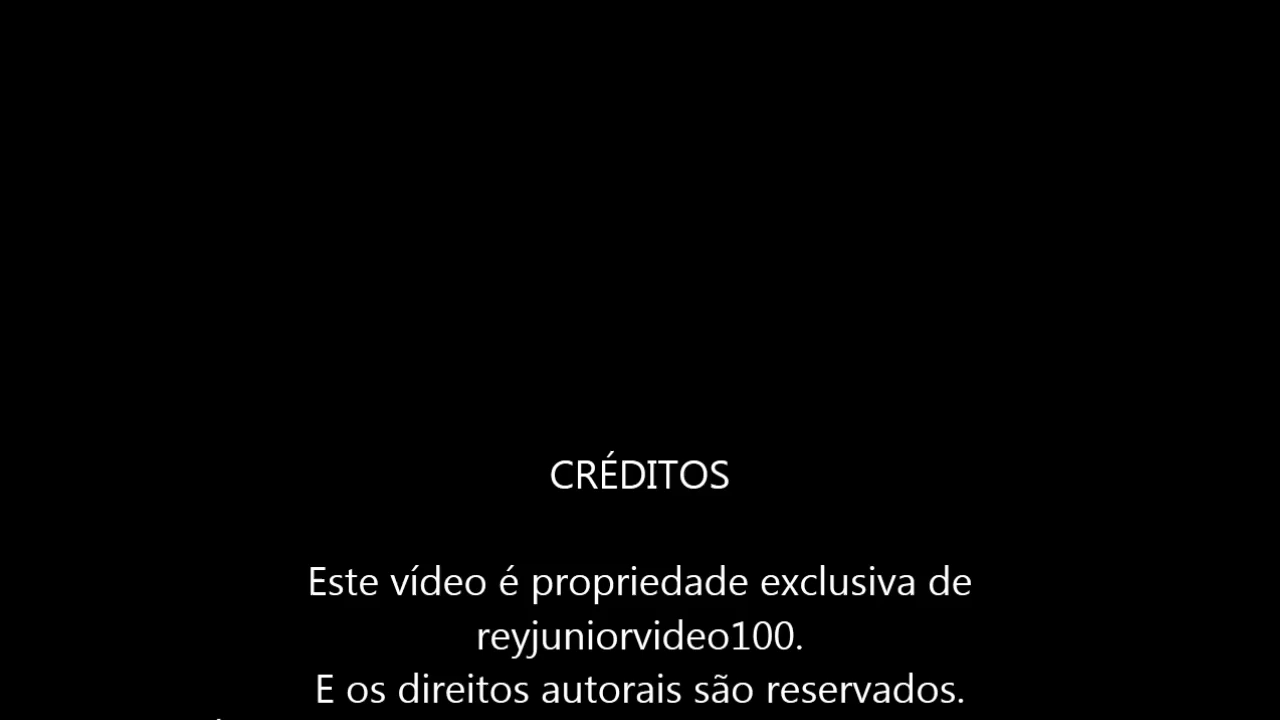 CRÉDITOS
Este vídeo é propriedade exclusiva de
reyjuniorvideo100.
E os direitos autorais são reservados.